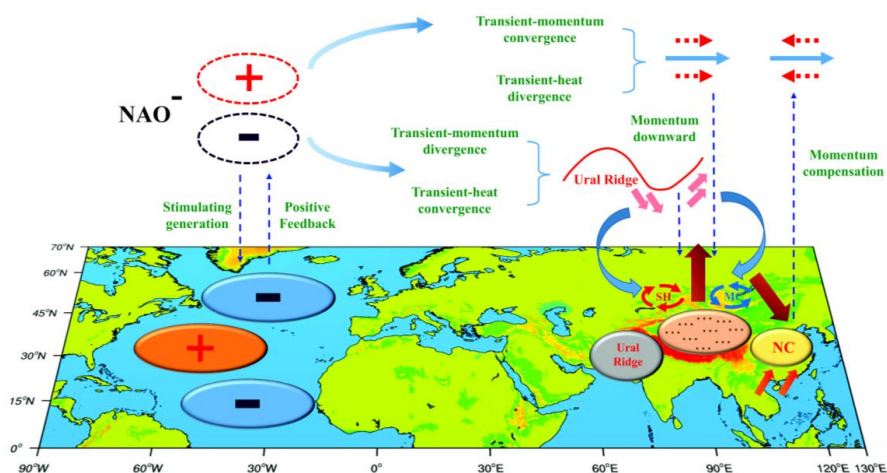 Transient-momentum
convergence
Transient-heat
divergence
+
NAO-
-
Transient-momentum
divergence
Transient-heat
convergence
Momentum
downward
Momentum
compensation
Ural Ridge
Stimulating
generation
Positive
Feedback
70°N
60°N
45°N
30°N
15°N
0°
-
+
-
SH
Ural
Ridge
NC
90°W
60°W
30°W
0°
30°E
60°E
90°E
120°E
130°E